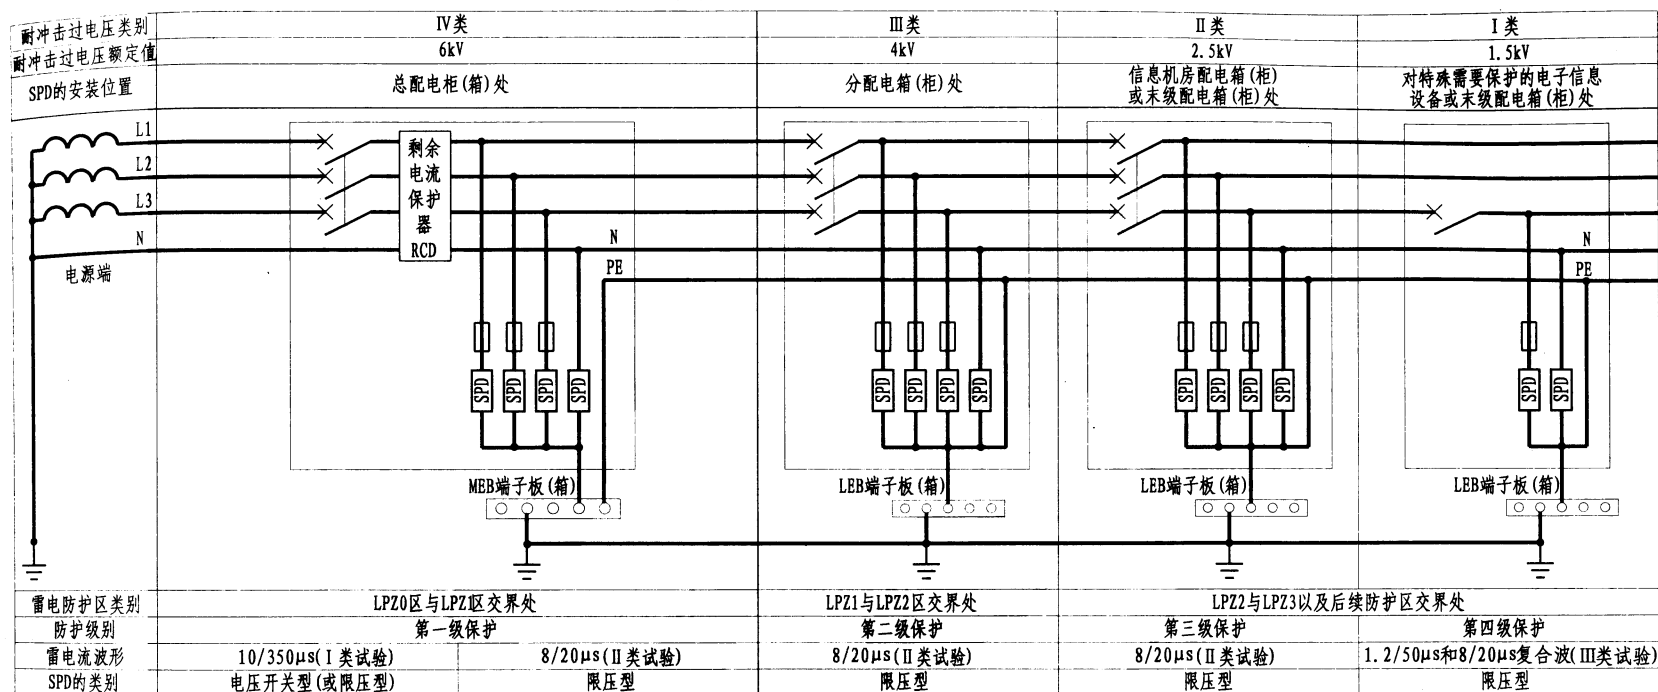 耐冲击过电压类别 IV类 III类 II类 I类
耐冲击过电压额定值 6kV 4kV 2.5kV 1.5kV
SPD的安装位置 总配电柜(箱)处 分配电箱(柜)处 信息机房配电箱(柜) 对特殊需要保护的电子信息
或末级配电箱(柜)处 设备或末级配电箱(柜)处
L1
L2
L3
N
电源端
剩余
电流
保护
器
RCD
N
PE
N
PE
SPD SPD SPD SPD SPD SPD SPD SPD SPD SPD SPD SPD SPD SPD
MEB端子板(箱) LEB端子板(箱) LEB端子板(箱) LEB端子板(箱)
雷电防护区类别 LPZ0区与LPZ1区交界处 LPZ1与LPZ2区交界处 LPZ2与LPZ3以及后续防护区交界处
防护级别 第一级保护 第二级保护 第三级保护 第四级保护
雷电流波形 10/350μs(I类试验) 8/20μs(II类试验) 8/20μs(II类试验) 8/20μs(II类试验) 1.2/50μs和8/20μs复合波(III类试验)
SPD的类别 电压开关型(或限压型) 限压型 限压型 限压型 限压型